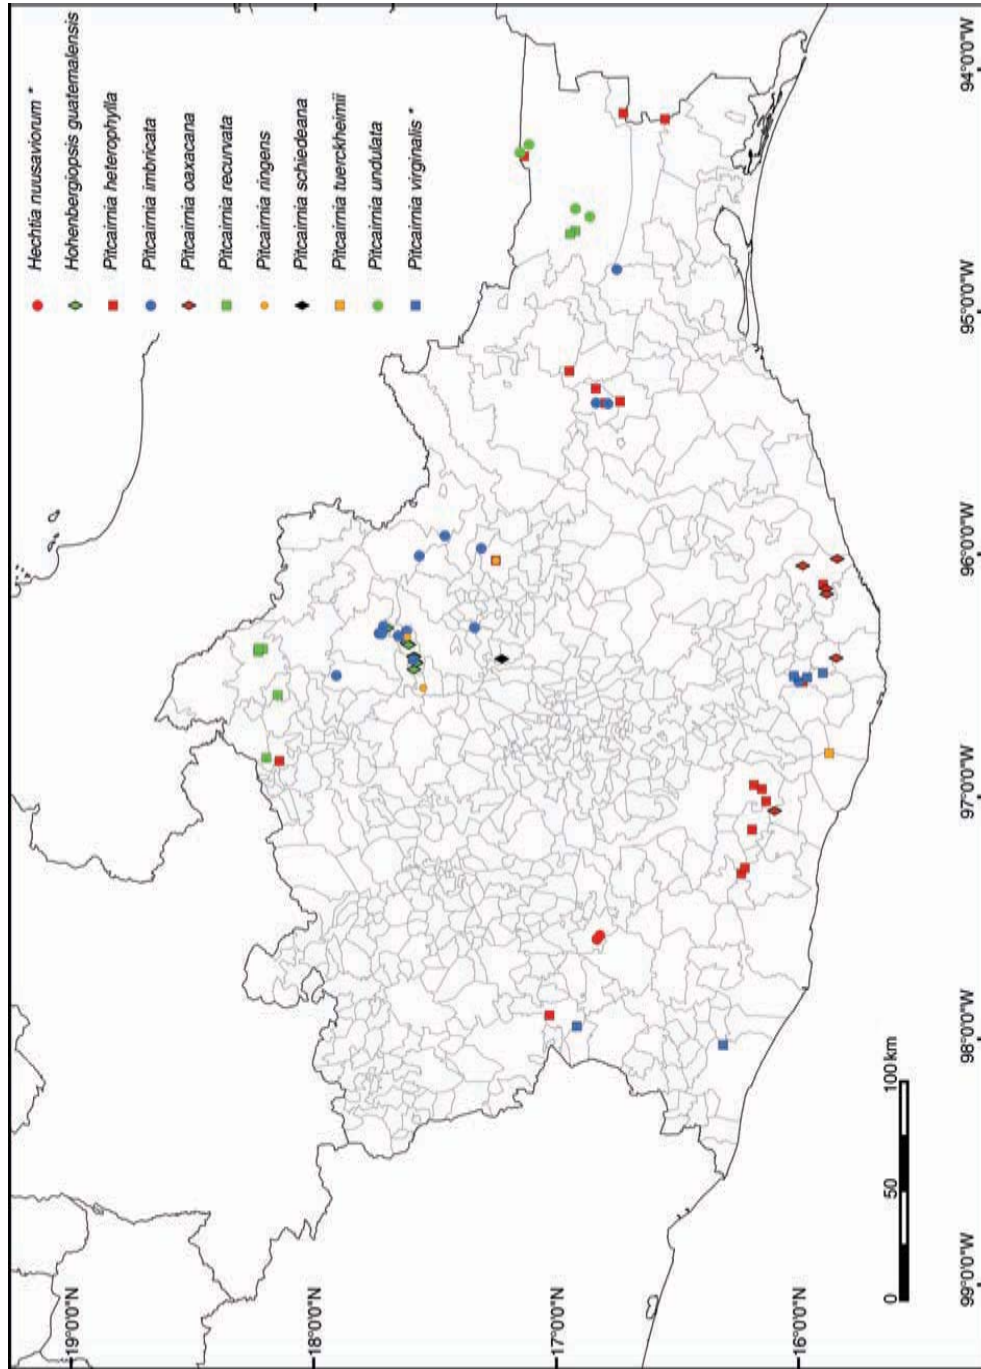 Hechtia nuusaviorum *
Hohenbergiopsis guatemalensis
Pitcairnia heterophylla
Pitcairnia imbricata
Pitcairnia oaxacana
Pitcairnia recurvata
Pitcairnia ringens
Pitcairnia schiedeana
Pitcairnia tuerckheimii
Pitcairnia undulata
Pitcairnia virginalis *
19°0'0"N
18°0'0"N
17°0'0"N
16°0'0"N
0 50 100 km
99°0'0"W 98°0'0"W 97°0'0"W 96°0'0"W 95°0'0"W 94°0'0"W